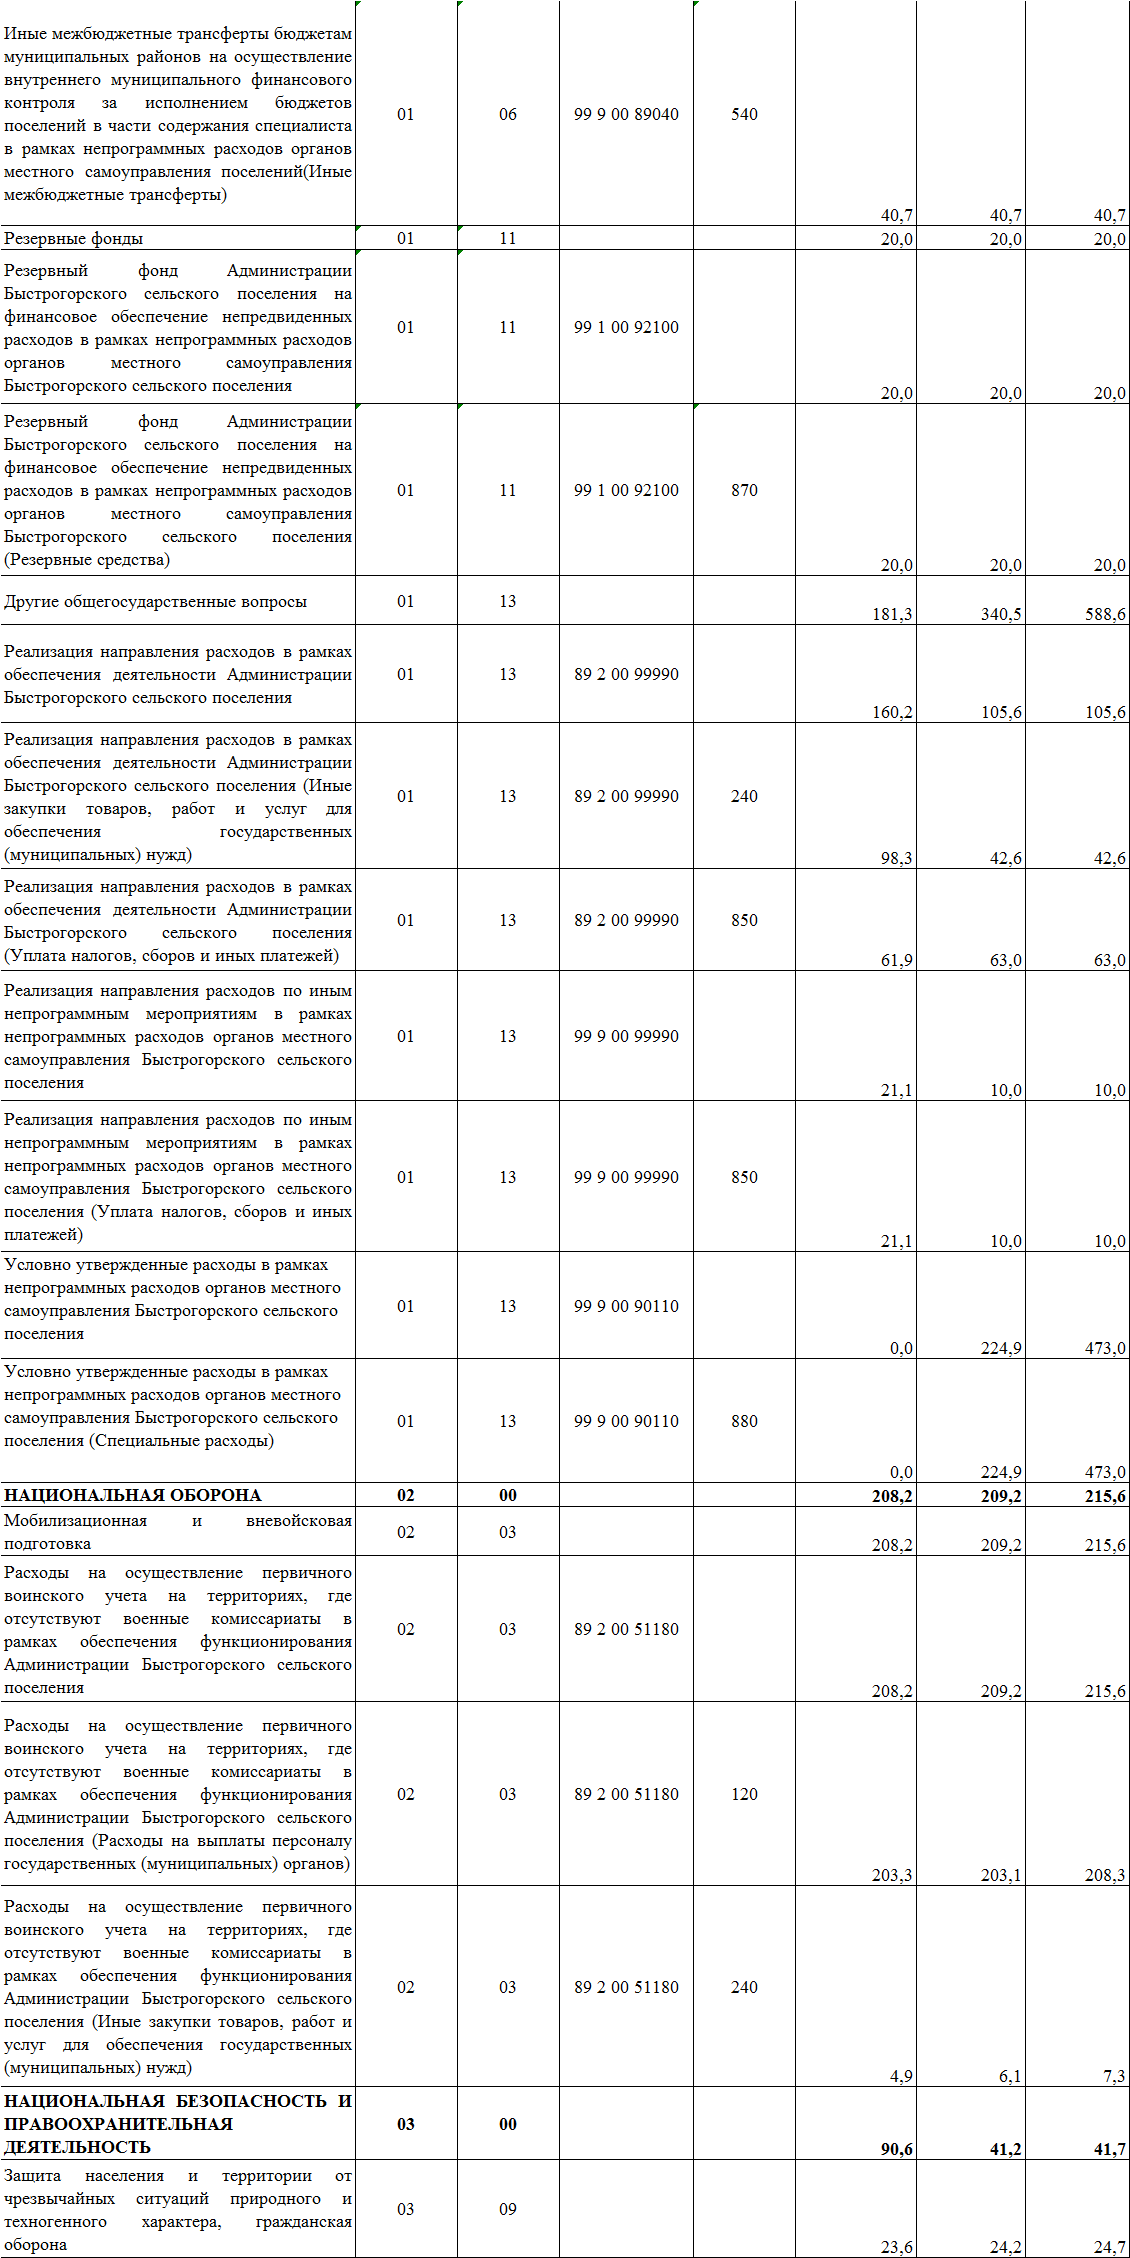 Иные межбюджетные трансферты бюджетам
муниципальных районов на осуществление
внутреннего муниципального финансового
контроля за исполнением бюджетов
поселений в части содержания специалиста
в рамках непрограммных расходов органов
местного самоуправления поселений(Иные
межбюджетные трансферты)
01 06 99 9 00 89040 540 40,7 40,7 40,7
Резервные фонды 01 11 20,0 20,0 20,0
Резервный фонд Администрации
Быстрогорского сельского поселения на
финансовое обеспечение непредвиденных
расходов в рамках непрограммных расходов
органов местного самоуправления
Быстрогорского сельского поселения
01 11 99 1 00 92100 20,0 20,0 20,0
Резервный фонд Администрации
Быстрогорского сельского поселения на
финансовое обеспечение непредвиденных
расходов в рамках непрограммных расходов
органов местного самоуправления
Быстрогорского сельского поселения
(Резервные средства)
01 11 99 1 00 92100 870 20,0 20,0 20,0
Другие общегосударственные вопросы 01 13 181,3 340,5 588,6
Реализация направления расходов в рамках
обеспечения деятельности Администрации
Быстрогорского сельского поселения
01 13 89 2 00 99990 160,2 105,6 105,6
Реализация направления расходов в рамках
обеспечения деятельности Администрации
Быстрогорского сельского поселения (Иные
закупки товаров, работ и услуг для
обеспечения государственных
(муниципальных) нужд)
01 13 89 2 00 99990 240 98,3 42,6 42,6
Реализация направления расходов в рамках
обеспечения деятельности Администрации
Быстрогорского сельского поселения
(Уплата налогов, сборов и иных платежей)
01 13 89 2 00 99990 850 61,9 63,0 63,0
Реализация направления расходов по иным
непрограммным мероприятиям в рамках
непрограммных расходов органов местного
самоуправления Быстрогорского сельского
поселения
01 13 99 9 00 99990 21,1 10,0 10,0
Реализация направления расходов по иным
непрограммным мероприятиям в рамках
непрограммных расходов органов местного
самоуправления Быстрогорского сельского
поселения (Уплата налогов, сборов и иных
платежей)
01 13 99 9 00 99990 850 21,1 10,0 10,0
Условно утвержденные расходы в рамках
непрограммных расходов органов местного
самоуправления Быстрогорского сельского
поселения
01 13 99 9 00 90110 0,0 224,9 473,0
Условно утвержденные расходы в рамках
непрограммных расходов органов местного
самоуправления Быстрогорского сельского
поселения (Специальные расходы)
01 13 99 9 00 90110 880 0,0 224,9 473,0
НАЦИОНАЛЬНАЯ ОБОРОНА 02 00 208,2 209,2 215,6
Мобилизационная и вневойсковая
подготовка
02 03 208,2 209,2 215,6
Расходы на осуществление первичного
воинского учета на территориях, где
отсутствуют военные комиссариаты в
рамках обеспечения функционирования
Администрации Быстрогорского сельского
поселения
02 03 89 2 00 51180 208,2 209,2 215,6
Расходы на осуществление первичного
воинского учета на территориях, где
отсутствуют военные комиссариаты в
рамках обеспечения функционирования
Администрации Быстрогорского сельского
поселения (Расходы на выплаты персоналу
государственных (муниципальных) органов)
02 03 89 2 00 51180 120 203,3 203,1 208,3
Расходы на осуществление первичного
воинского учета на территориях, где
отсутствуют военные комиссариаты в
рамках обеспечения функционирования
Администрации Быстрогорского сельского
поселения (Иные закупки товаров, работ и
услуг для обеспечения государственных
(муниципальных) нужд)
02 03 89 2 00 51180 240 4,9 6,1 7,3
НАЦИОНАЛЬНАЯ БЕЗОПАСНОСТЬ И
ПРАВООХРАНИТЕЛЬНАЯ
ДЕЯТЕЛЬНОСТЬ
03 00 90,6 41,2 41,7
Защита населения и территории от
чрезвычайных ситуаций природного и
техногенного характера, гражданская
оборона
03 09 23,6 24,2 24,7